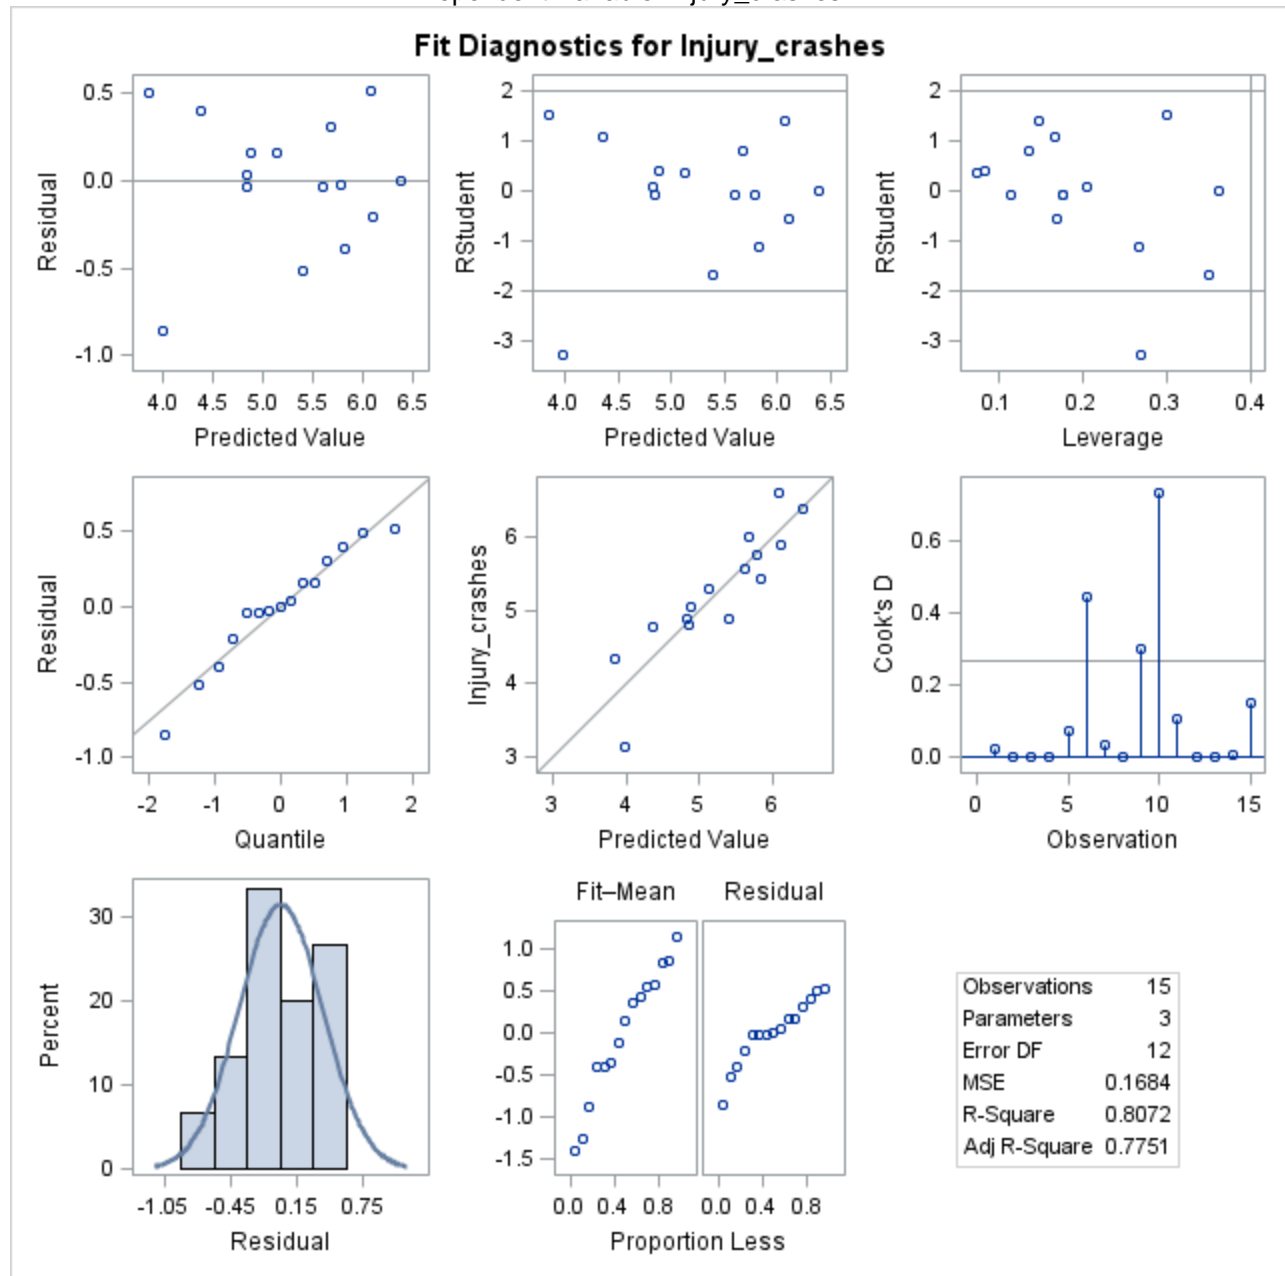 Fit Diagnostics for Injury_crashes
0.5
0.0
-0.5
-1.0
Residual
4.0 4.5 5.0 5.5 6.0 6.5
Predicted Value
2
1
0
-1
-2
-3
RStudent
4.0 4.5 5.0 5.5 6.0 6.5
Predicted Value
2
1
0
-1
-2
-3
RStudent
0.1 0.2 0.3 0.4
Leverage
0.5
0.0
-0.5
-1.0
Residual
-2 -1 0 1 2
Quantile
6
5
4
3
Injury_crashes
3 4 5 6
Predicted Value
0.6
0.4
0.2
0.0
Cook's D
0 5 10 15
Observation
30
20
10
0
Percent
-1.05 -0.45 0.15 0.75
Residual
Fit–Mean Residual
1.0
0.5
0.0
-0.5
-1.0
-1.5
0.0 0.4 0.8 0.0 0.4 0.8
Proportion Less
Observations 15
Parameters 3
Error DF 12
MSE 0.1684
R-Square 0.8072
Adj R-Square 0.7751